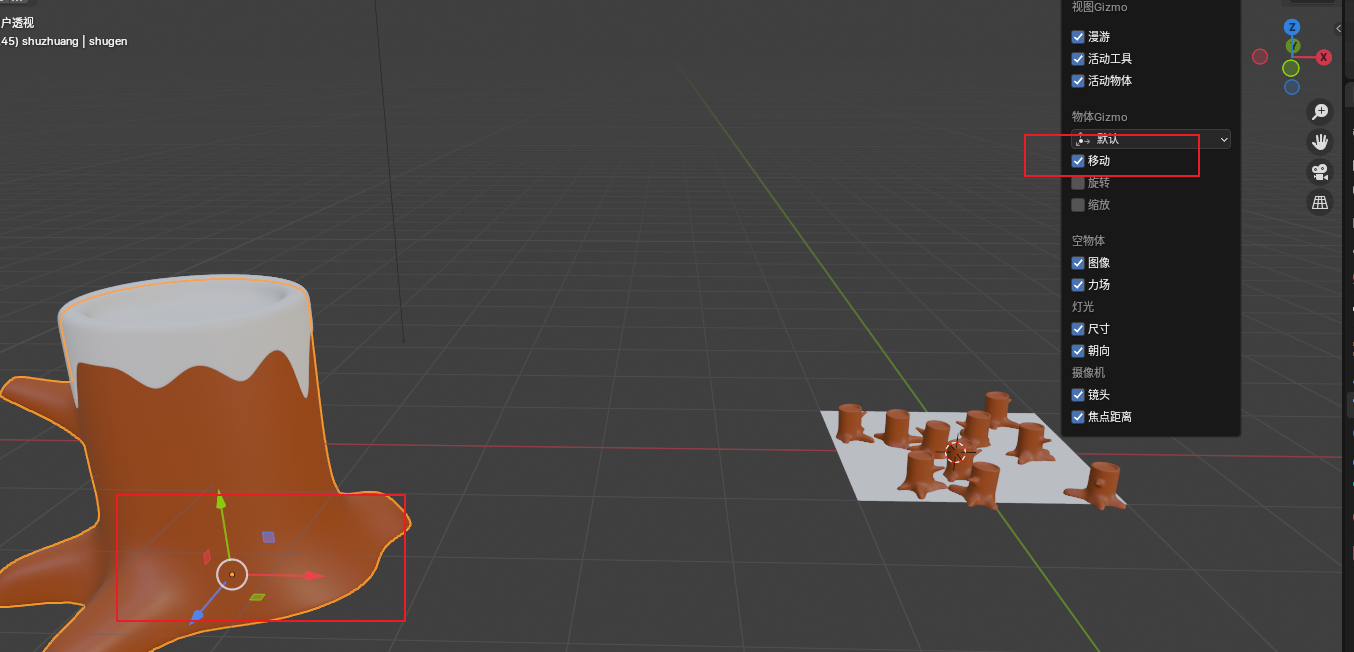 户透视
.45) shuzhuang | shugen
视图Gizmo
漫游
活动工具
活动物体
物体Gizmo
默认
移动
旋转
缩放
空物体
图像
力场
灯光
尺寸
朝向
摄像机
镜头
焦点距离
Z
Y
X